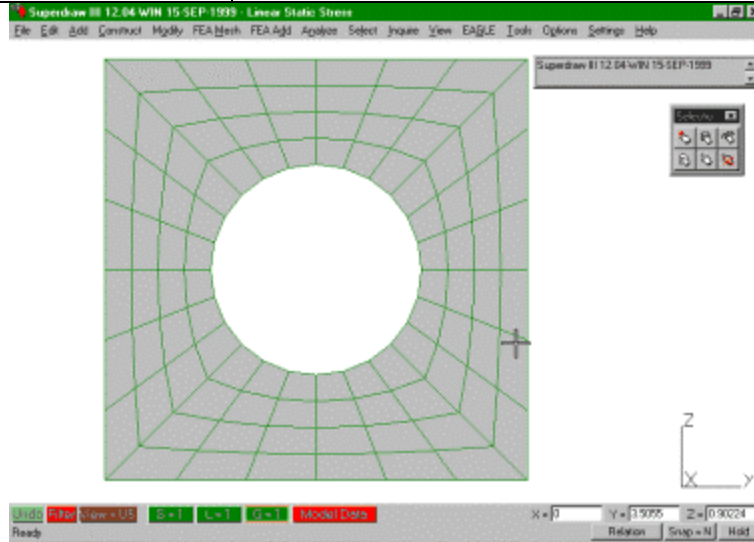 Superdraw III 12.04-WIN 15-SEP-1999 - Linear Static Stress
File Edit Add Construct Modify FEA Mesh FEA Add Analyze Select Inquire View EAGLE Tools Options Settings Help
Superdraw III 12.04-WIN 15-SEP-1999
Selectio
Z
X Y
Undo Filter View = US S = 1 L = 1 G = 1 Model Data X = 0 Y = 3.5055 Z = 0.90224
Ready Relation Snap = N Hold